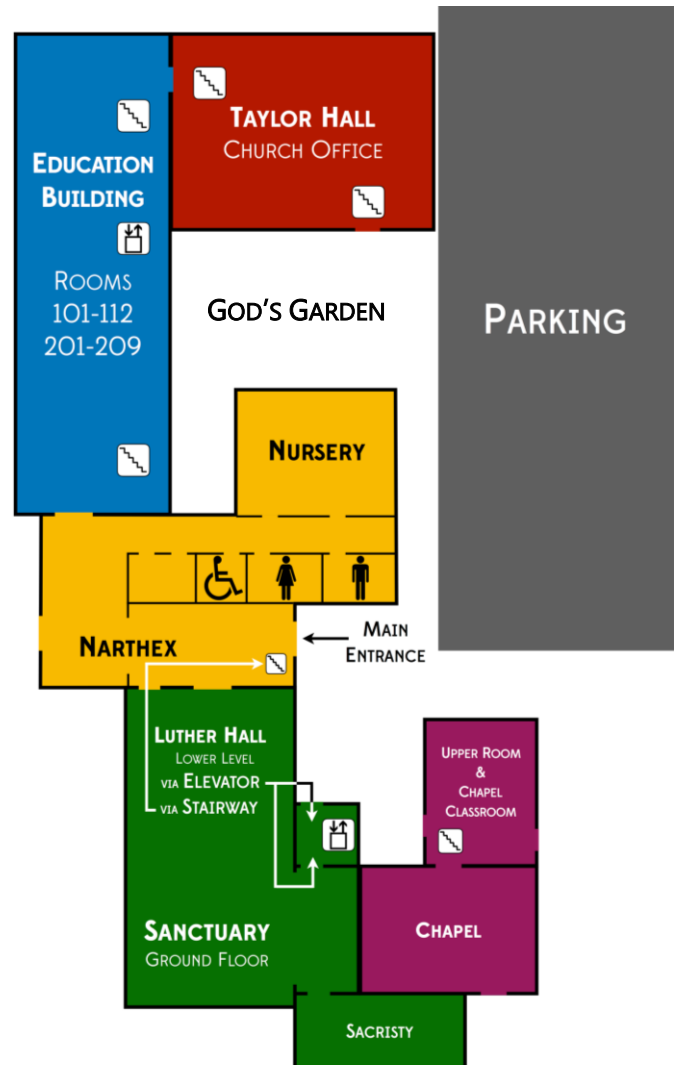 TAYLOR HALL
CHURCH OFFICE
EDUCATION
BUILDING
ROOMS
101-112
201-209
GOD'S GARDEN
PARKING
NURSERY
NARTHEX
MAIN
ENTRANCE
LUTHER HALL
LOWER LEVEL
VIA ELEVATOR
VIA STAIRWAY
UPPER ROOM
&
CHAPEL
CLASSROOM
SANCTUARY
GROUND FLOOR
CHAPEL
SACRISTY